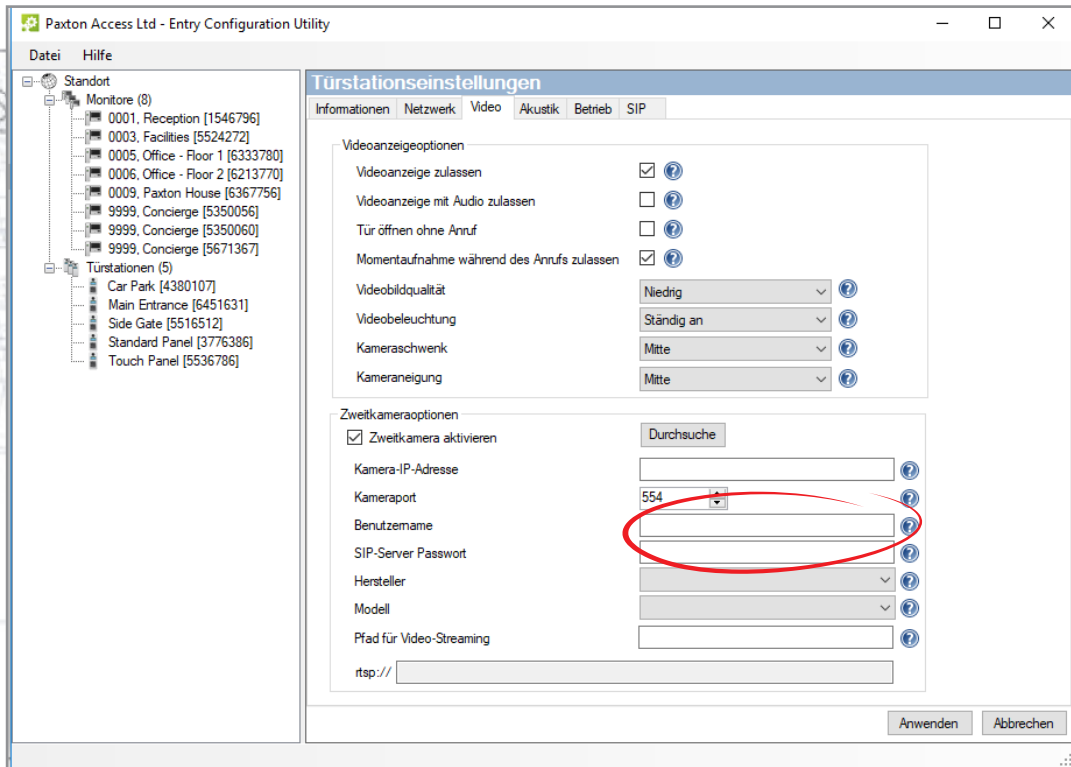 Paxton Access Ltd - Entry Configuration Utility
Datei Hilfe
Standort
Monitore (8)
0001, Reception [1546796]
0003, Facilities [5524272]
0005, Office - Floor 1 [6333780]
0006, Office - Floor 2 [6213770]
0009, Paxton House [6367756]
9999, Concierge [5350056]
9999, Concierge [5350060]
9999, Concierge [5671367]
Türstationen (5)
Car Park [4380107]
Main Entrance [6451631]
Side Gate [5516512]
Standard Panel [3776386]
Touch Panel [5536786]
Türstationseinstellungen
Informationen Netzwerk Video Akustik Betrieb SIP
Videoanzeigeoptionen
Videoanzeige zulassen ?
Videoanzeige mit Audio zulassen ?
Tür öffnen ohne Anruf ?
Momentaufnahme während des Anrufs zulassen ?
Videobildqualität Niedrig ?
Videobeleuchtung Ständig an ?
Kameraschwenk Mitte ?
Kameraneigung Mitte ?
Zweitkameraoptionen
Zweitkamera aktivieren Durchsuche
Kamera-IP-Adresse ?
Kameraport 554 ?
Benutzername ?
SIP-Server Passwort ?
Hersteller ?
Modell ?
Pfad für Video-Streaming ?
rtsp://
Anwenden Abbrechen